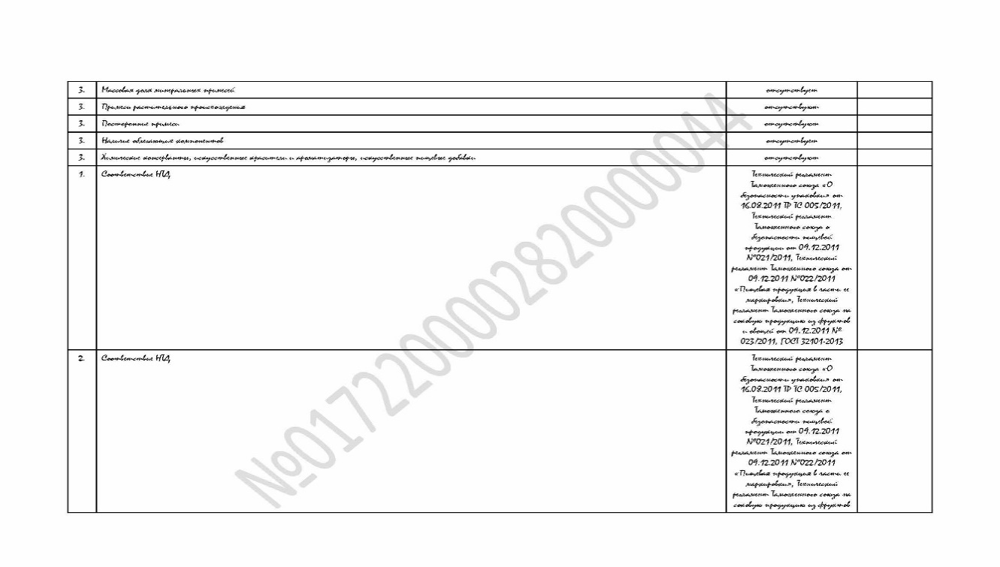 3. Массовая доля минеральных примесей отсутствует
3. Примеси растительного происхождения отсутствуют
3. Посторонние примеси отсутствуют
3. Наличие облегающих компонентов отсутствует
3. Химические консерванты, искусственные красители и ароматизаторы, искусственные пищевые добавки отсутствуют
1. Соответствие НТД Технический регламент
Таможенного союза «О
безопасности упаковки» от
16.08.2011 ТР ТС 005/2011,
Технический регламент
Таможенного союза о
безопасности пищевой
продукции от 09.12.2011
№021/2011, Технический
регламент Таможенного союза от
09.12.2011 №022/2011
«Пищевая продукция в части ее
маркировки», Технический
регламент Таможенного союза на
соковую продукцию из фруктов
и овощей от 09.12.2011 №
023/2011, ГОСТ 32101-2013
2. Соответствие НТД Технический регламент
Таможенного союза «О
безопасности упаковки» от
16.08.2011 ТР ТС 005/2011,
Технический регламент
Таможенного союза о
безопасности пищевой
продукции от 09.12.2011
№021/2011, Технический
регламент Таможенного союза от
09.12.2011 №022/2011
«Пищевая продукция в части ее
маркировки», Технический
регламент Таможенного союза на
соковую продукцию из фруктов
№0172200002820000044